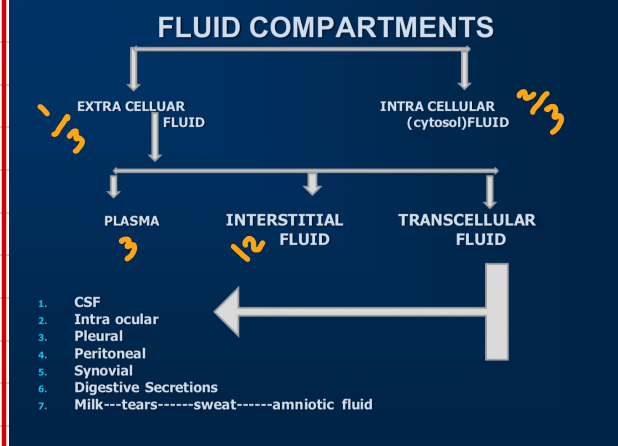 FLUID COMPARTMENTS
EXTRA CELLUAR
FLUID
1/3
INTRA CELLULAR
(cytosol)FLUID
2/3
PLASMA
3
INTERSTITIAL
FLUID
12
TRANSCELLULAR
FLUID
1. CSF
2. Intra ocular
3. Pleural
4. Peritoneal
5. Synovial
6. Digestive Secretions
7. Milk---tears------sweat------amniotic fluid